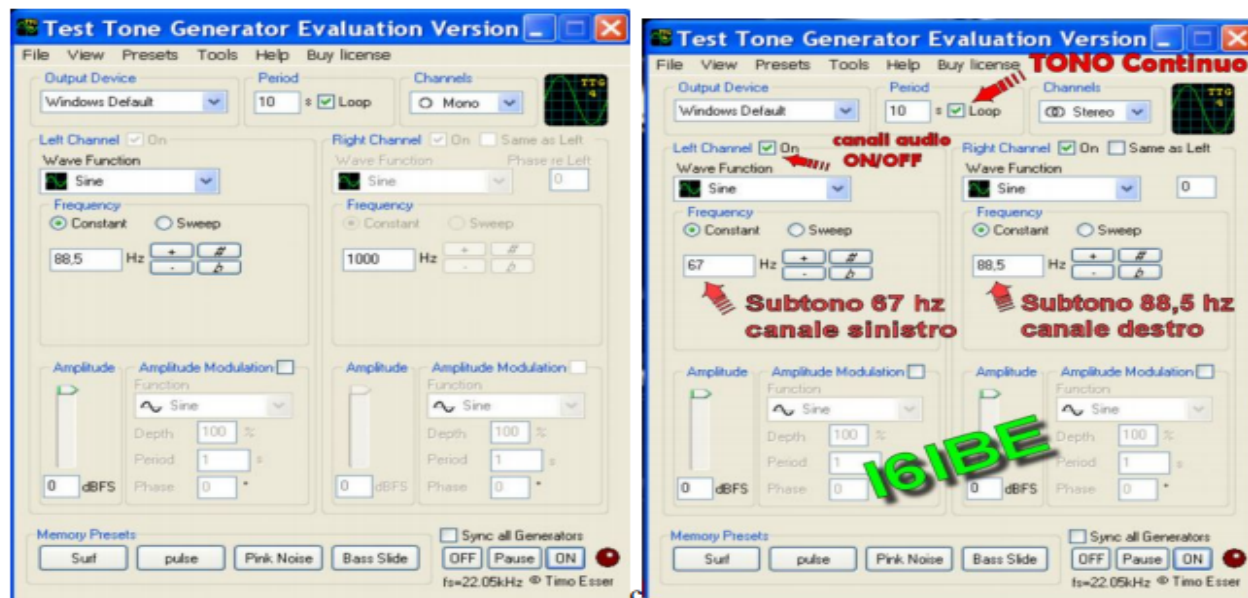 Test Tone Generator Evaluation Version
File View Presets Tools Help Buy license
Output Device Period Channels
Windows Default 10 s Loop Mono
TTG 4
Left Channel On Right Channel On Same as Left
Wave Function Wave Function Phase re Left
Sine Sine 0
Frequency Frequency
Constant Sweep Constant Sweep
88,5 Hz + # 1000 Hz + #
- b - b
Amplitude Amplitude Modulation Amplitude Amplitude Modulation
Function Function
Sine Sine
Depth 100 % Depth 100 %
Period 1 s Period 1 s
0 dBFS Phase 0 ° 0 dBFS Phase 0 °
Memory Presets Sync all Generators
Surf pulse Pink Noise Bass Slide OFF Pause ON
fs=22.05kHz © Timo Esser
Test Tone Generator Evaluation Version
File View Presets Tools Help Buy license
TONO Continuo
Output Device Period Channels
Windows Default 10 s Loop Stereo
TTG 4
Left Channel On Right Channel On Same as Left
canali audio
ON/OFF
Wave Function Wave Function
Sine Sine 0
Frequency Frequency
Constant Sweep Constant Sweep
67 Hz + # 88,5 Hz + #
- b - b
Subtono 67 hz
canale sinistro
Subtono 88,5 hz
canale destro
Amplitude Amplitude Modulation Amplitude Amplitude Modulation
Function Function
Sine Sine
Depth 100 % Depth 100 %
Period 1 Period 1 s
0 dBFS Phase 0 0 dBFS Phase 0 °
I6IBE
Memory Presets Sync all Generators
Surf pulse Pink Noise Bass Slide OFF Pause ON
fs=22.05kHz © Timo Esser